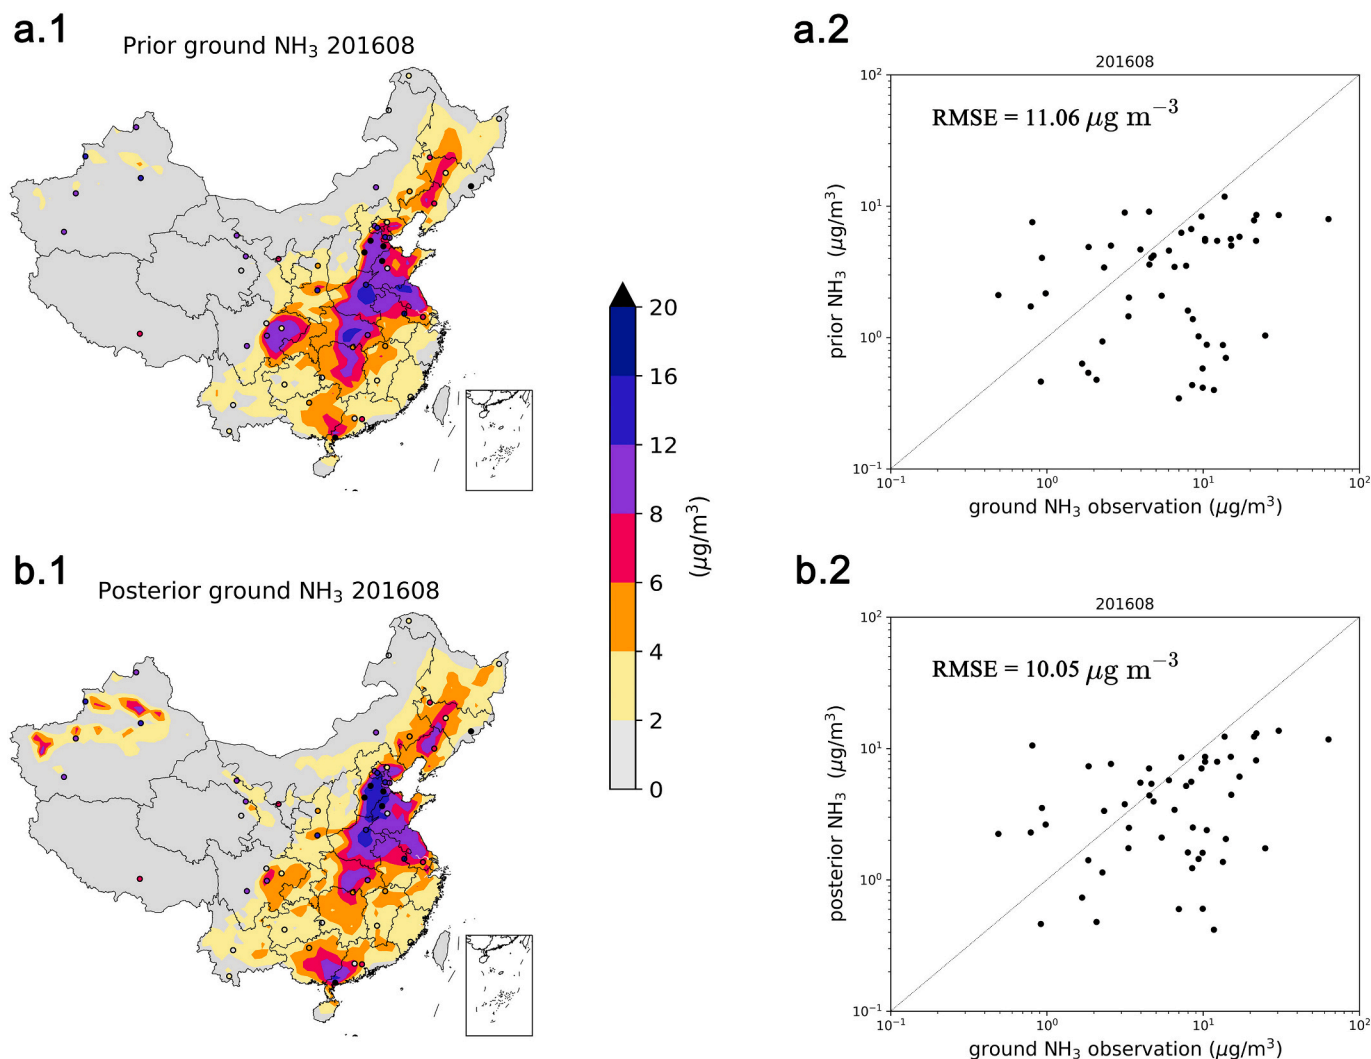 a.1
Prior ground NH₃ 201608
a.2
201608
RMSE = 11.06 μg m⁻³
10²
10¹
10⁰
10⁻¹
prior NH₃ (μg/m³)
10⁻¹ 10⁰ 10¹ 10²
ground NH₃ observation (μg/m³)
20
16
12
8
6
4
2
0
(μg/m³)
b.1
Posterior ground NH₃ 201608
b.2
201608
RMSE = 10.05 μg m⁻³
10²
10¹
10⁰
10⁻¹
posterior NH₃ (μg/m³)
10⁻¹ 10⁰ 10¹ 10²
ground NH₃ observation (μg/m³)